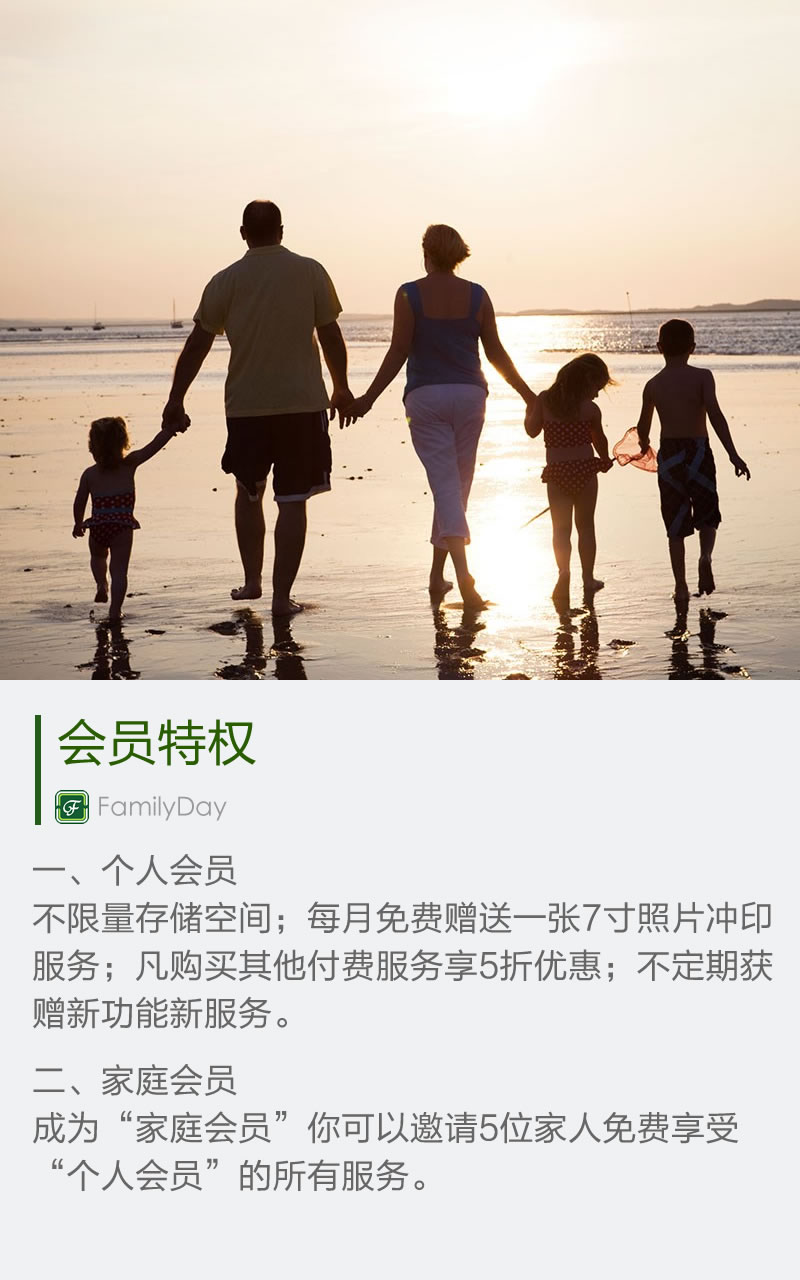 会员特权
FamilyDay
一、个人会员
不限量存储空间；每月免费赠送一张7寸照片冲印
服务；凡购买其他付费服务享5折优惠；不定期获
赠新功能新服务。
二、家庭会员
成为“家庭会员”你可以邀请5位家人免费享受
“个人会员”的所有服务。